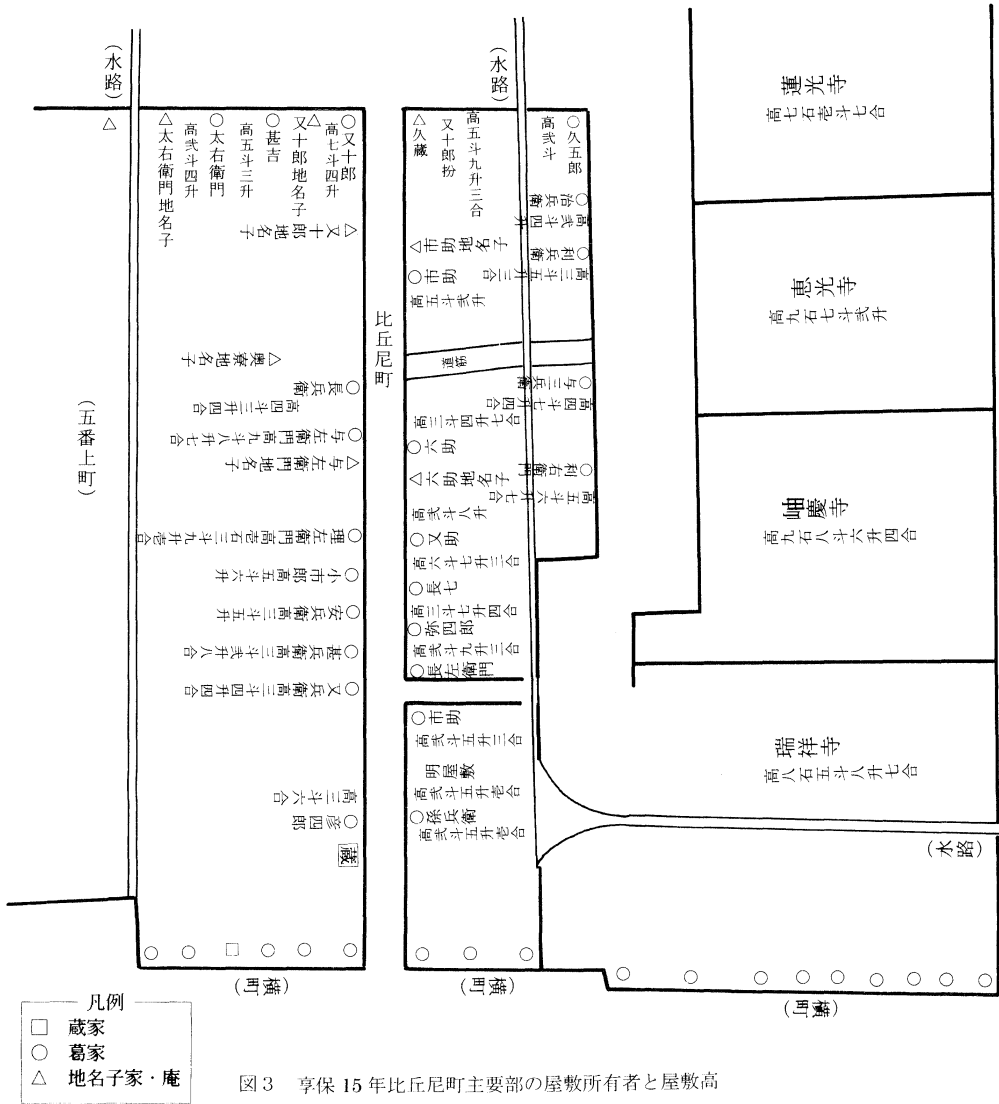 (水路)
△
○又十郎
高七斗四升
△
又十郎地名子
○甚吉
高五斗三升
○太右衛門
高弐斗四升
△太右衛門地名子
△又十郎地名子
△奥寮地名子
○長兵衛
高四斗三升四合
○与左衛門高九斗八升七合
△与左衛門地名子
○理左衛門高壱石三斗九升壱合
○小市郎高五斗六升
○安兵衛高三斗五升
○甚兵衛高三斗弐升八合
○又兵衛高三斗四升四合
高三斗六合
○彦四郎
蔵
(五番上町)
(横町)
比丘尼町
(水路)
○久五郎
高弐斗
高五斗九升三合
又十郎扮
△久蔵
○治兵衛
高弐斗四升
○利兵衛
高三斗五升三合
△市助地名子
○市助
高五斗弐升
道筋
○与三兵衛
高四斗七升四合
高三斗四升七合
○六助
△六助地名子
○利右衛門
高五斗六升七合
高弐斗八升
○又助
高六斗七升三合
○長七
高三斗七升四合
○弥四郎
高弐斗九升三合
○長左衛門
○市助
高弐斗五升三合
明屋敷
高弐斗五升壱合
○孫兵衛
高弐斗五升壱合
(横町)
蓮光寺
高七石壱斗七合
恵光寺
高九石七斗弐升
岫慶寺
高九石八斗六升四合
瑞祥寺
高八石五斗八升七合
(水路)
(横町)
凡例
□ 蔵家
○ 葛家
△ 地名子家・庵
図3 享保15年比丘尼町主要部の屋敷所有者と屋敷高